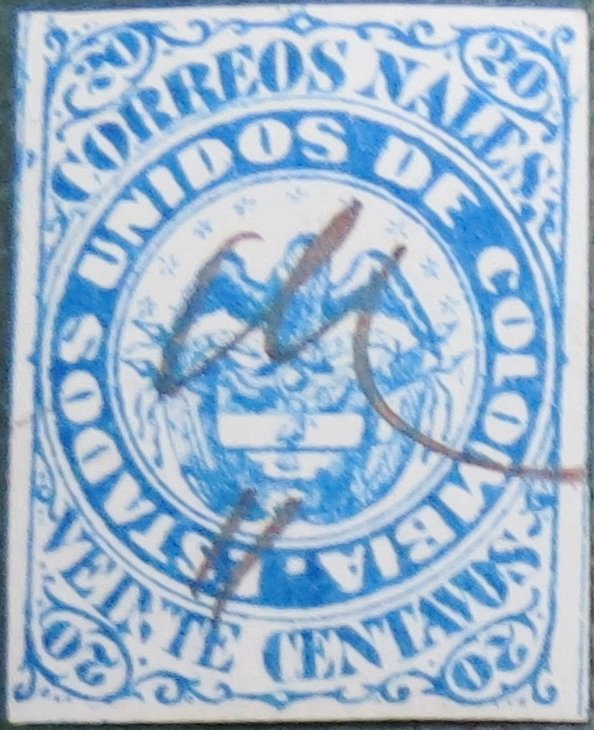 20 20
CORREOS NALES.
ESTADOS UNIDOS DE COLOMBIA.
VEINTE CENTAVOS
20 20